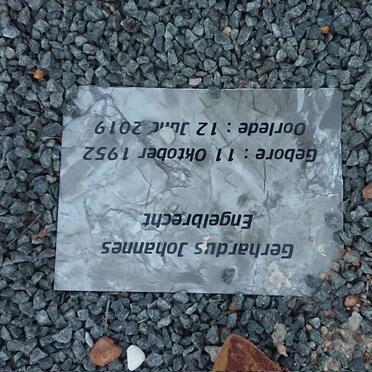 Gerhardus Johannes
Engelbrecht
Gebore : 11 Oktober 1952
Oorlede : 12 Junie 2019